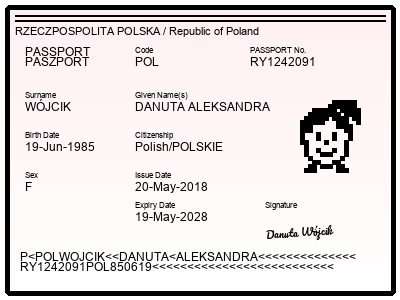 RZECZPOSPOLITA POLSKA / Republic of Poland
PASSPORT
PASZPORT
Code
POL
PASSPORT No.
RY1242091
Surname
WÓJCIK
Given Name(s)
DANUTA ALEKSANDRA
Birth Date
19-Jun-1985
Citizenship
Polish/POLSKIE
Sex
F
Issue Date
20-May-2018
Expiry Date
19-May-2028
Signature
Danuta Wójcik
P<POLWOJCIK<<DANUTA<ALEKSANDRA<<<<<<<<<<<<<<
RY1242091POL850619<<<<<<<<<<<<<<<<<<<<<<<<<<